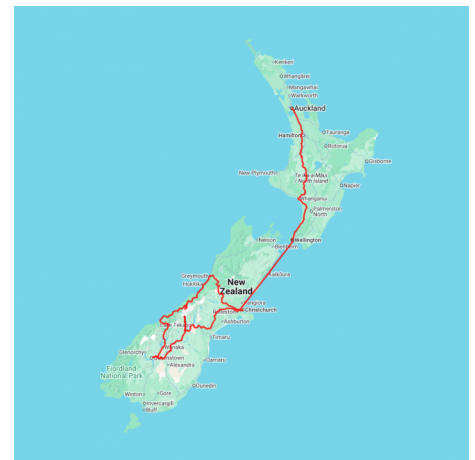 Kerikeri
Whangārei
Mangawhai
Warkworth
Auckland
Hamilton
Tauranga
Rotorua
Gisborne
New Plymouth
Te Ika-a-Māui
/ North Island
Napier
Whanganui
Palmerston
North
Nelson
Wellington
Blenheim
Kaikōura
Greymouth
Hokitika
New
Zealand
Rangiora
Christchurch
Ashburton
Lake Tekapo
Timaru
Wānaka
Glenorchy
Queenstown
Oamaru
Alexandra
Fiordland
National Park
Winton
Gore
Dunedin
Invercargill
Bluff